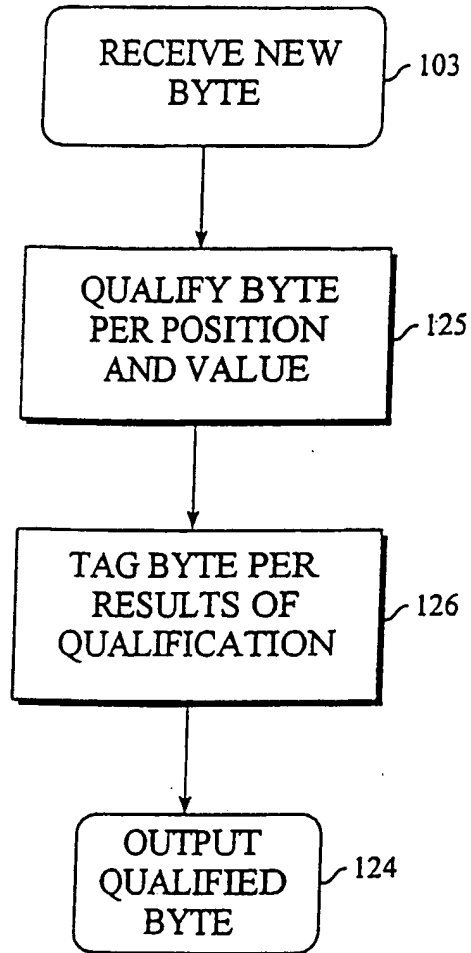 RECEIVE NEW
BYTE
103
QUALIFY BYTE
PER POSITION
AND VALUE
125
TAG BYTE PER
RESULTS OF
QUALIFICATION
126
OUTPUT
QUALIFIED
BYTE
124